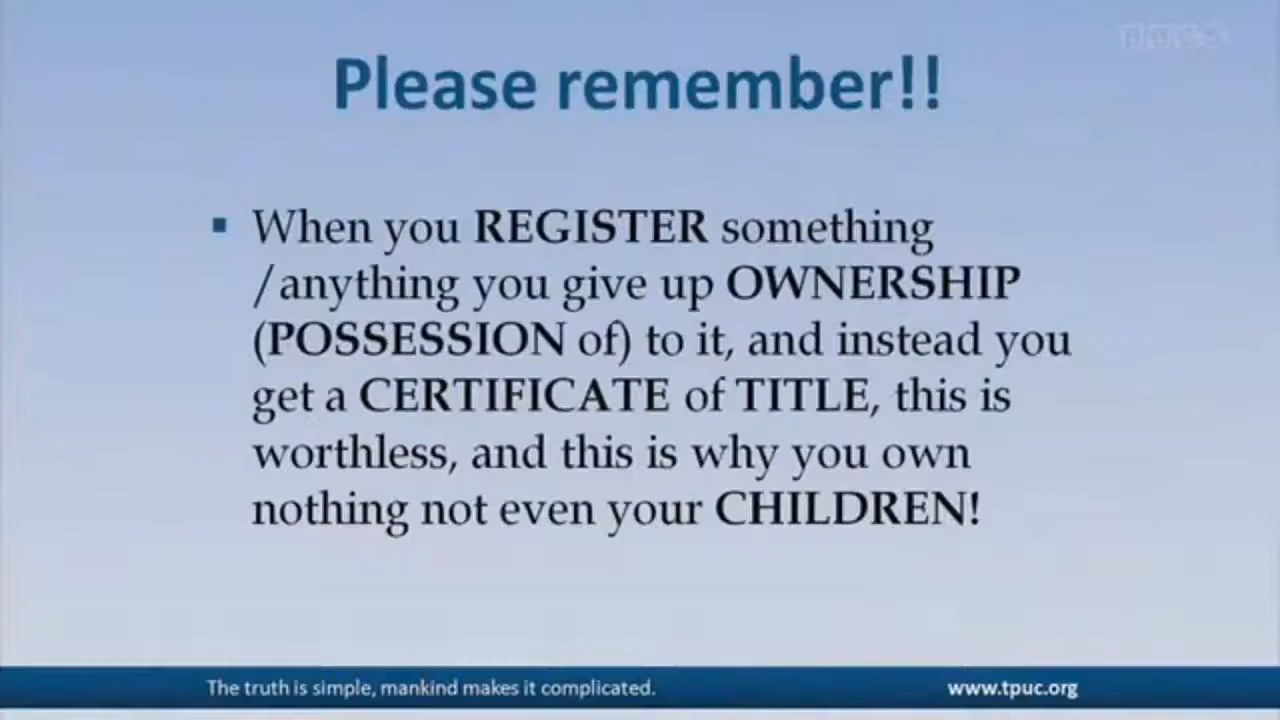 Please remember!!
When you REGISTER something
/anything you give up OWNERSHIP
(POSSESSION of) to it, and instead you
get a CERTIFICATE of TITLE, this is
worthless, and this is why you own
nothing not even your CHILDREN!
The truth is simple, mankind makes it complicated.
www.tpuc.org